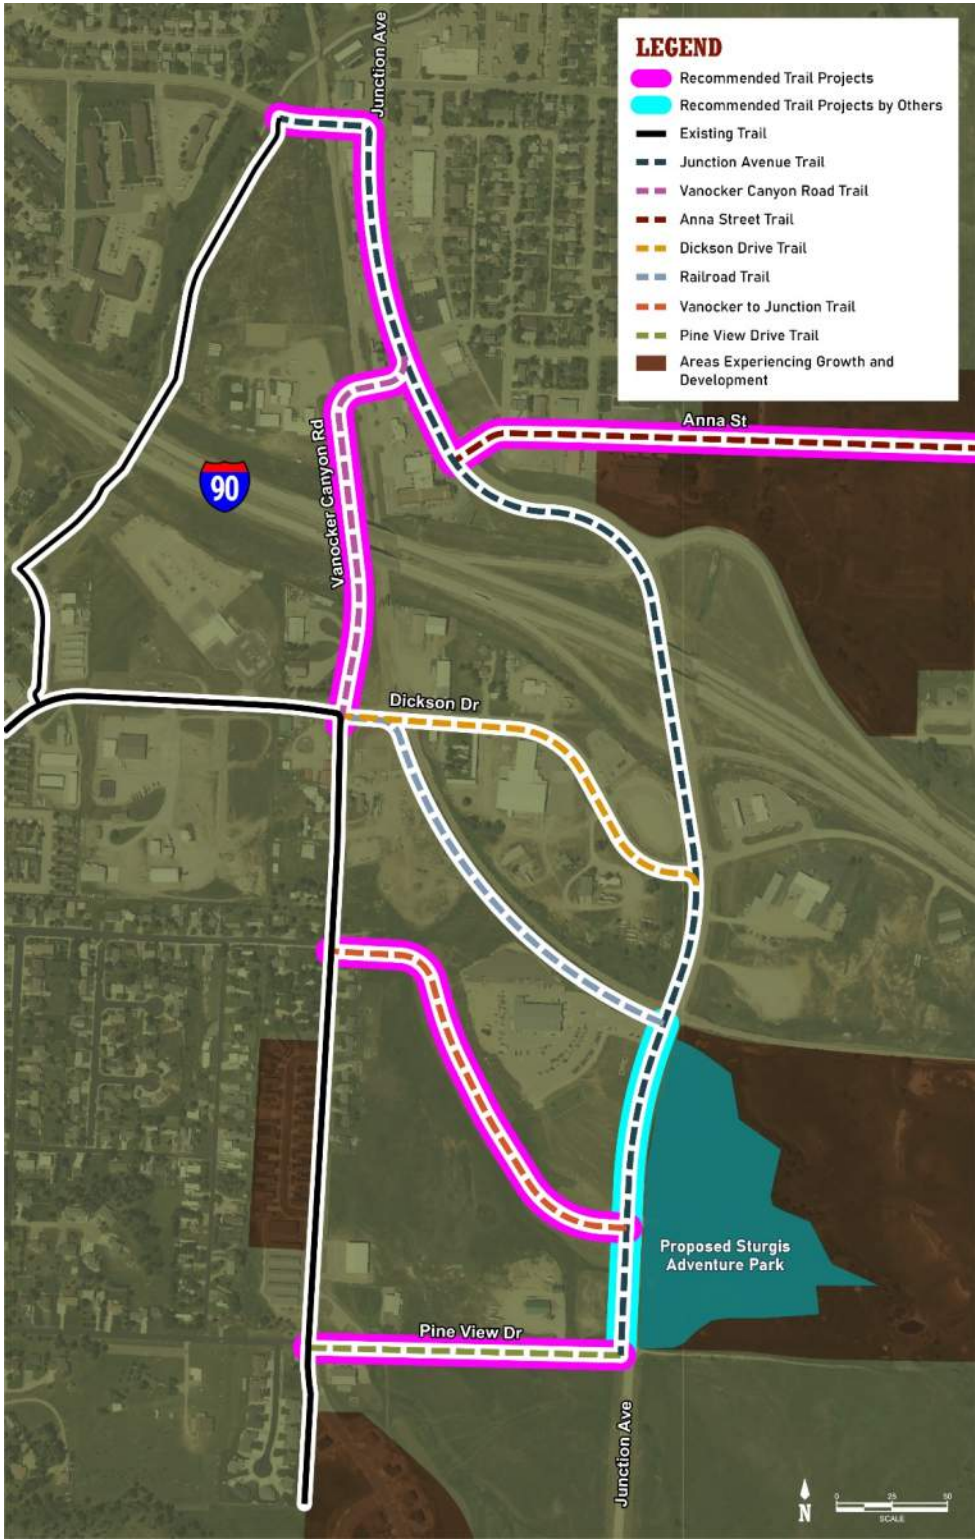 Junction Ave
LEGEND
Recommended Trail Projects
Recommended Trail Projects by Others
Existing Trail
Junction Avenue Trail
Vanocker Canyon Road Trail
Anna Street Trail
Dickson Drive Trail
Railroad Trail
Vanocker to Junction Trail
Pine View Drive Trail
Areas Experiencing Growth and
Development
Anna St
90
Vanocker Canyon Rd
Dickson Dr
Proposed Sturgis
Adventure Park
Pine View Dr
Junction Ave
N
0 25 50
SCALE